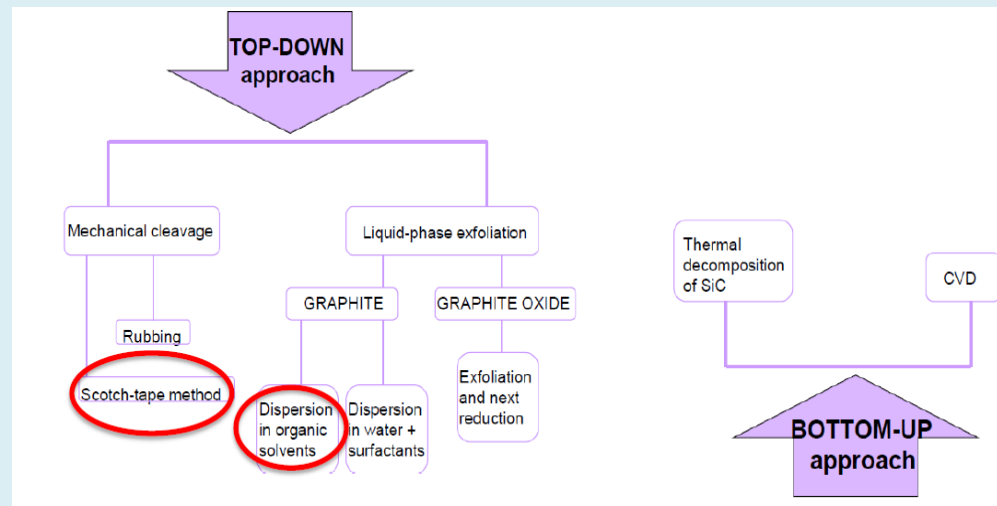 TOP-DOWN
approach
Mechanical cleavage
Liquid-phase exfoliation
GRAPHITE
GRAPHITE OXIDE
Rubbing
Scotch-tape method
Dispersion
in organic
solvents
Dispersion
in water +
surfactants
Exfoliation
and next
reduction
Thermal
decomposition
of SiC
CVD
BOTTOM-UP
approach